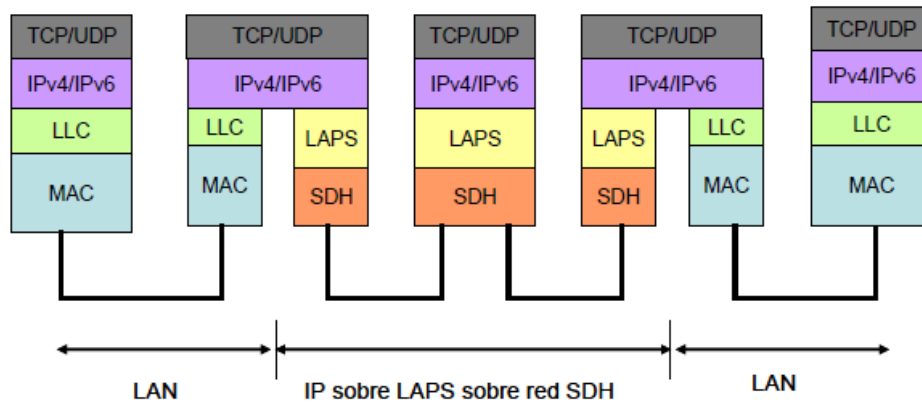 TCP/UDP
IPv4/IPv6
LLC
MAC
TCP/UDP
IPv4/IPv6
LLC
MAC
LAPS
SDH
TCP/UDP
IPv4/IPv6
LAPS
SDH
TCP/UDP
IPv4/IPv6
LAPS
SDH
LLC
MAC
TCP/UDP
IPv4/IPv6
LLC
MAC
LAN
IP sobre LAPS sobre red SDH
LAN